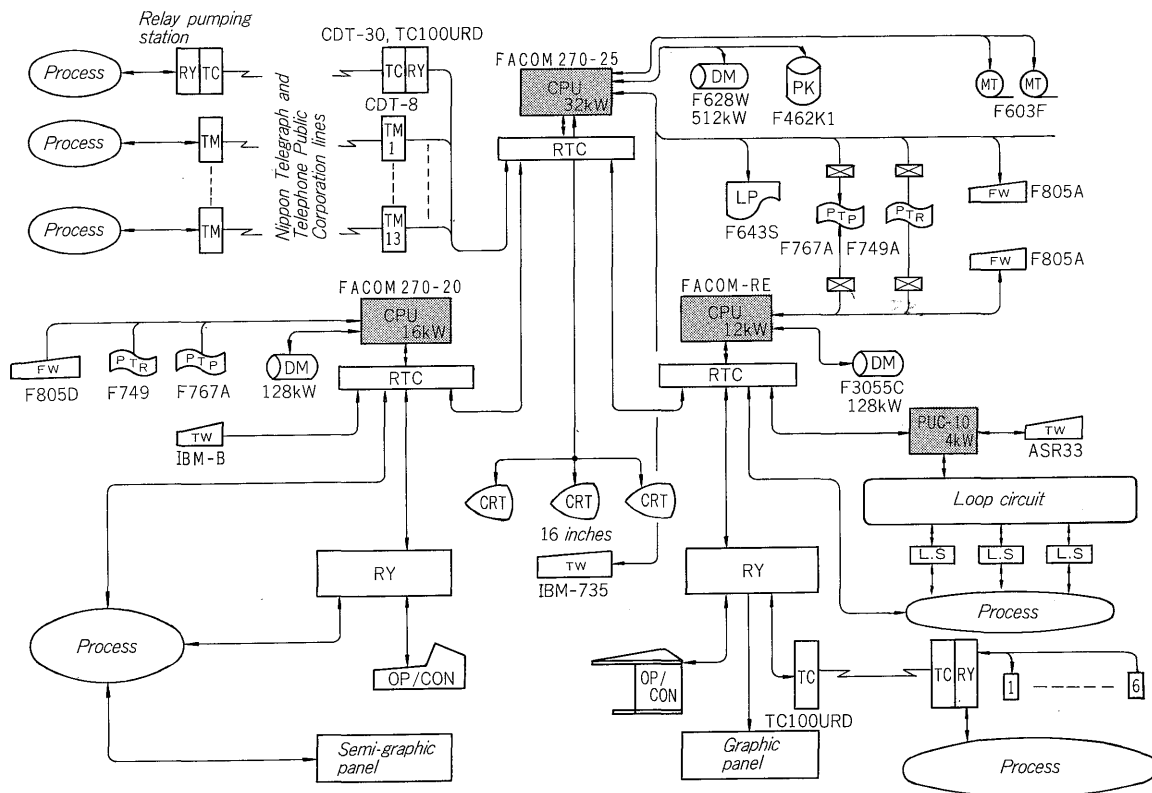 Relay pumping
station
CDT-30, TC100URD
FACOM 270-25
Process
RY TC
TC RY
CPU
32kW
DM
F628W
512kW
PK
F462K1
MT
MT
F603F
CDT-8
Process
TM
TM
1
RTC
Nippon Telegraph and
Telephone Public
Corporation lines
LP
F643S
PTP
F767A
PTR
F749A
FW
F805A
Process
TM
TM
13
FW
F805A
FACOM 270-20
FACOM-RE
CPU
16kW
CPU
12kW
FW
F805D
PTR
F749
PTP
F767A
DM
128kW
RTC
RTC
DM
F3055C
128kW
TW
IBM-B
PUC-10
4kW
TW
ASR33
CRT
CRT
CRT
16 inches
Loop circuit
TW
IBM-735
L.S
L.S
L.S
RY
RY
Process
Process
OP/CON
OP/
CON
TC
TC100URD
TC RY
1
6
Semi-graphic
panel
Graphic
panel
Process